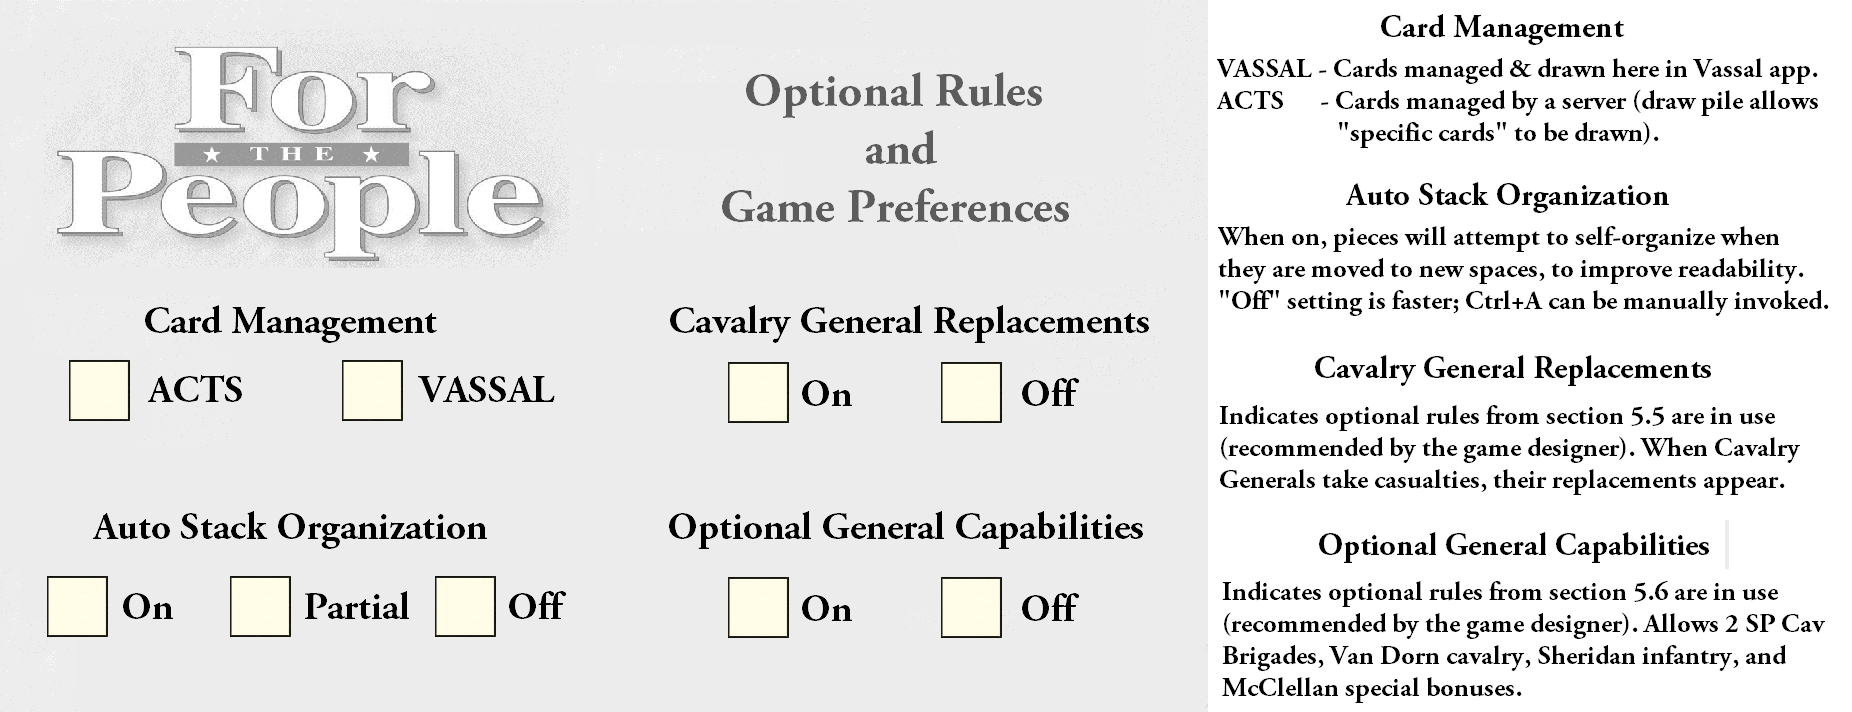 For
★ THE ★
People
Optional Rules
and
Game Preferences
Card Management
ACTS
VASSAL
Cavalry General Replacements
On
Off
Auto Stack Organization
On
Partial
Off
Optional General Capabilities
On
Off
Card Management
VASSAL - Cards managed & drawn here in Vassal app.
ACTS - Cards managed by a server (draw pile allows
"specific cards" to be drawn).
Auto Stack Organization
When on, pieces will attempt to self-organize when
they are moved to new spaces, to improve readability.
"Off" setting is faster; Ctrl+A can be manually invoked.
Cavalry General Replacements
Indicates optional rules from section 5.5 are in use
(recommended by the game designer). When Cavalry
Generals take casualties, their replacements appear.
Optional General Capabilities
Indicates optional rules from section 5.6 are in use
(recommended by the game designer). Allows 2 SP Cav
Brigades, Van Dorn cavalry, Sheridan infantry, and
McClellan special bonuses.